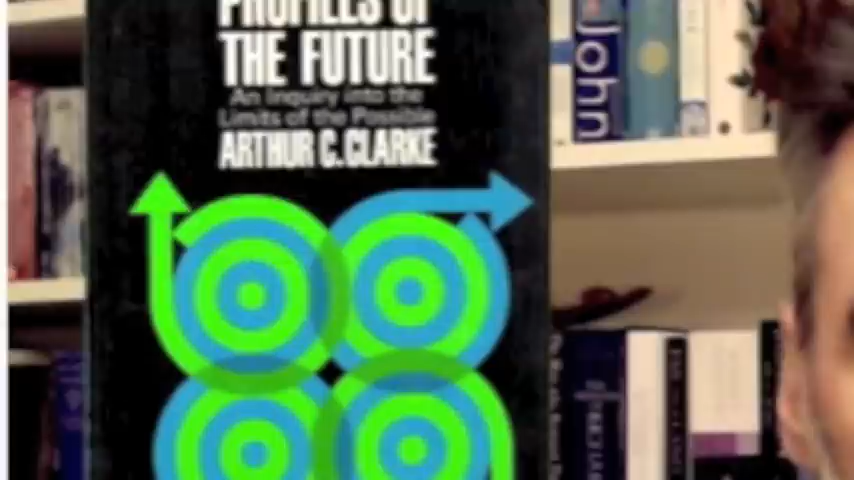 PROFILES OF
THE FUTURE
An Inquiry into the
Limits of the Possible
ARTHUR C. CLARKE
John